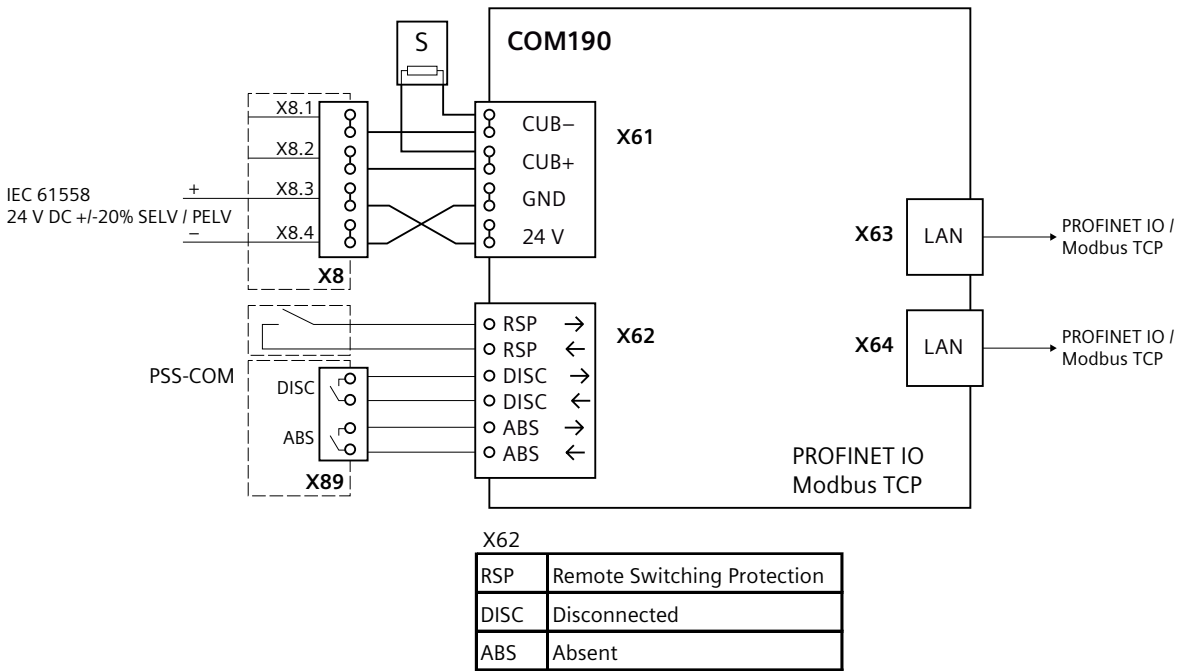 S
COM190
X8.1
CUB−
X61
X8.2
CUB+
IEC 61558
24 V DC +/-20% SELV / PELV
+
X8.3
GND
−
X8.4
24 V
X8
X63
LAN
PROFINET IO /
Modbus TCP
RSP →
X62
RSP ←
X64
LAN
PROFINET IO /
Modbus TCP
PSS-COM
DISC
DISC →
DISC ←
ABS
ABS →
ABS ←
X89
PROFINET IO
Modbus TCP
X62
RSP Remote Switching Protection
DISC Disconnected
ABS Absent